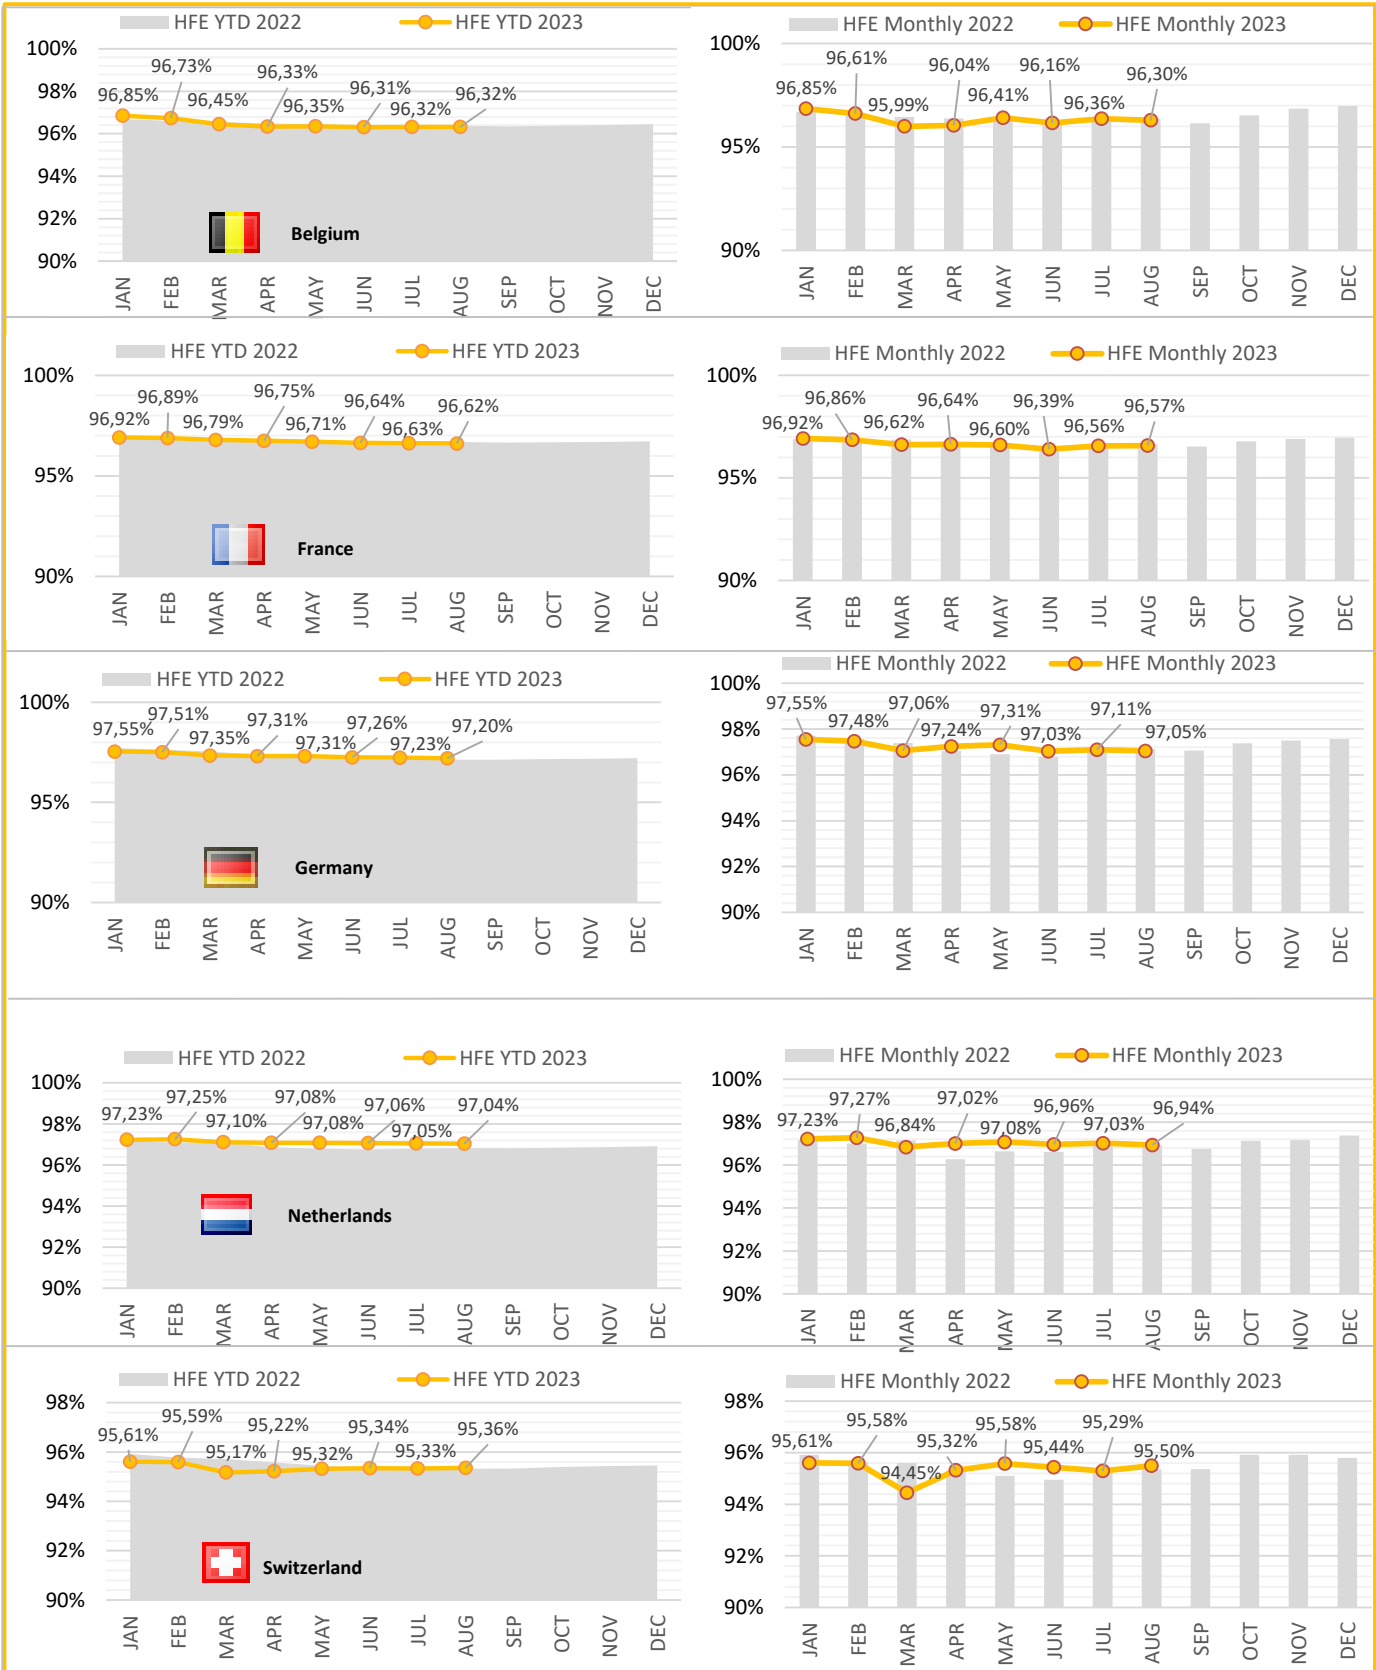 HFE YTD 2022 HFE YTD 2023
100%
98%
96%
94%
92%
90%
96,85% 96,73% 96,45% 96,33% 96,35% 96,31% 96,32% 96,32%
Belgium
JAN FEB MAR APR MAY JUN JUL AUG SEP OCT NOV DEC
HFE Monthly 2022 HFE Monthly 2023
100%
95%
90%
96,85% 96,61% 95,99% 96,04% 96,41% 96,16% 96,36% 96,30%
JAN FEB MAR APR MAY JUN JUL AUG SEP OCT NOV DEC
HFE YTD 2022 HFE YTD 2023
100%
95%
90%
96,92% 96,89% 96,79% 96,75% 96,71% 96,64% 96,63% 96,62%
France
JAN FEB MAR APR MAY JUN JUL AUG SEP OCT NOV DEC
HFE Monthly 2022 HFE Monthly 2023
100%
95%
90%
96,92% 96,86% 96,62% 96,64% 96,60% 96,39% 96,56% 96,57%
JAN FEB MAR APR MAY JUN JUL AUG SEP OCT NOV DEC
HFE YTD 2022 HFE YTD 2023
100%
95%
90%
97,55% 97,51% 97,35% 97,31% 97,31% 97,26% 97,23% 97,20%
Germany
JAN FEB MAR APR MAY JUN JUL AUG SEP OCT NOV DEC
HFE Monthly 2022 HFE Monthly 2023
100%
98%
96%
94%
92%
90%
97,55% 97,48% 97,06% 97,24% 97,31% 97,03% 97,11% 97,05%
JAN FEB MAR APR MAY JUN JUL AUG SEP OCT NOV DEC
HFE YTD 2022 HFE YTD 2023
100%
98%
96%
94%
92%
90%
97,23% 97,25% 97,10% 97,08% 97,08% 97,06% 97,05% 97,04%
Netherlands
JAN FEB MAR APR MAY JUN JUL AUG SEP OCT NOV DEC
HFE Monthly 2022 HFE Monthly 2023
100%
98%
96%
94%
92%
90%
97,23% 97,27% 96,84% 97,02% 97,08% 96,96% 97,03% 96,94%
JAN FEB MAR APR MAY JUN JUL AUG SEP OCT NOV DEC
HFE YTD 2022 HFE YTD 2023
98%
96%
94%
92%
90%
95,61% 95,59% 95,17% 95,22% 95,32% 95,34% 95,33% 95,36%
Switzerland
JAN FEB MAR APR MAY JUN JUL AUG SEP OCT NOV DEC
HFE Monthly 2022 HFE Monthly 2023
98%
96%
94%
92%
90%
95,61% 95,58% 94,45% 95,32% 95,58% 95,44% 95,29% 95,50%
JAN FEB MAR APR MAY JUN JUL AUG SEP OCT NOV DEC